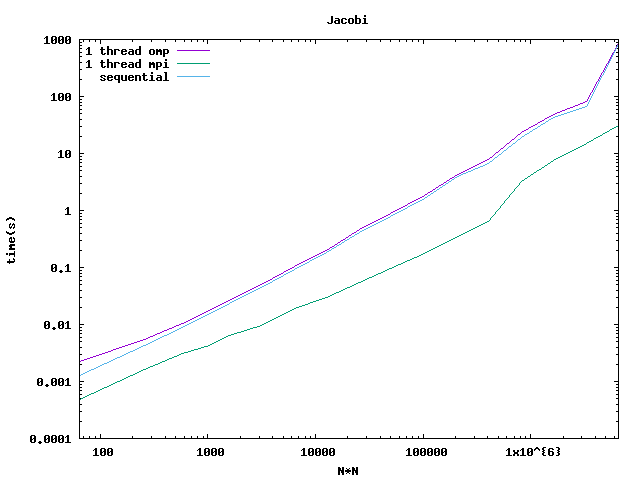 Jacobi
1000
100
10
1
0.1
0.01
0.001
0.0001
time(s)
1 thread omp
1 thread mpi
sequential
100
1000
10000
100000
1x10^{6}
N*N